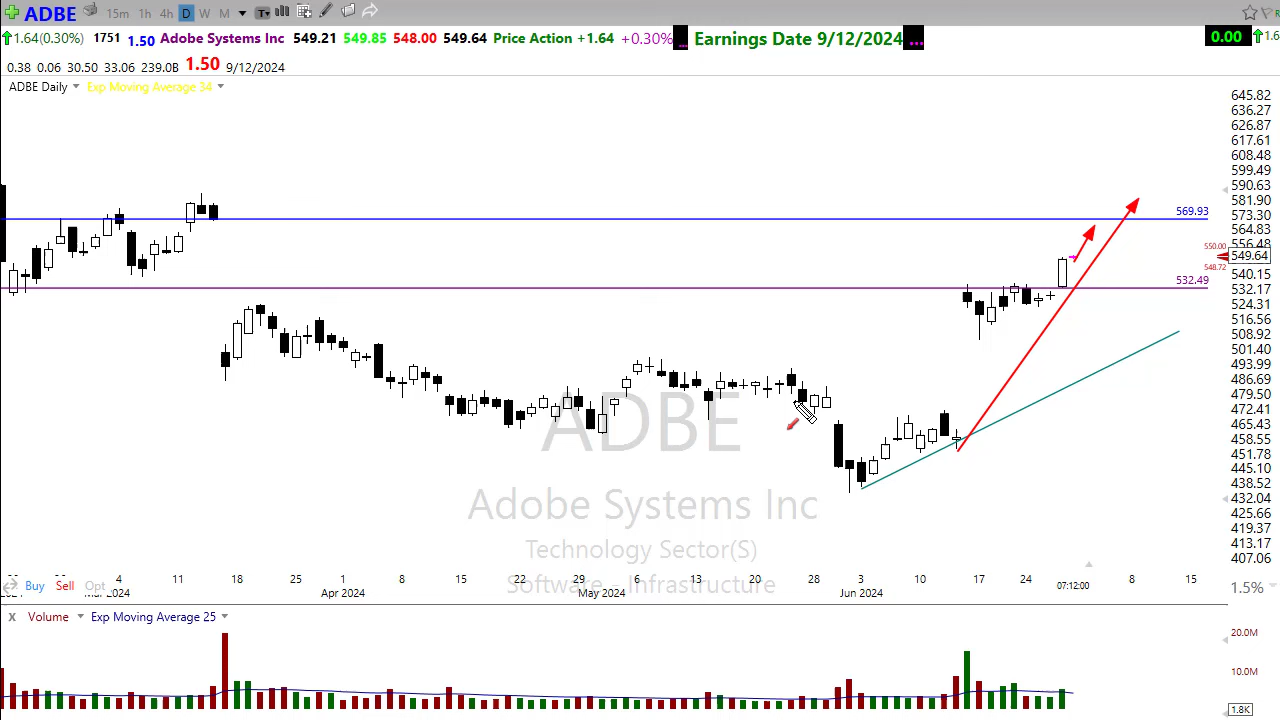 ADBE 15m 1h 4h D W M T
1.64(0.30%) 1751 1.50 Adobe Systems Inc 549.21 549.85 548.00 549.64 Price Action +1.64 +0.30% ... Earnings Date 9/12/2024 ... 0.00 1.6
0.38 0.06 30.50 33.06 239.0B 1.50 9/12/2024
ADBE Daily Exp Moving Average 34
645.82
636.27
626.87
617.61
608.48
599.49
590.63
581.90
569.93
573.30
564.83
550.00
556.48
549.64
548.72
540.15
532.49
532.17
524.31
516.56
508.92
501.40
493.99
486.69
479.50
472.41
465.43
458.55
451.78
445.10
438.52
432.04
425.66
419.37
413.17
407.06
ADBE
Adobe Systems Inc
Technology Sector(S)
Software - Infrastructure
4 11 18 25 1 8 15 22 29 6 13 20 28 3 10 17 24 8 15
Buy Sell Opt 1.5%
2024 Apr 2024 May 2024 Jun 2024 07:12:00
X Volume Exp Moving Average 25
20.0M
10.0M
1.8K